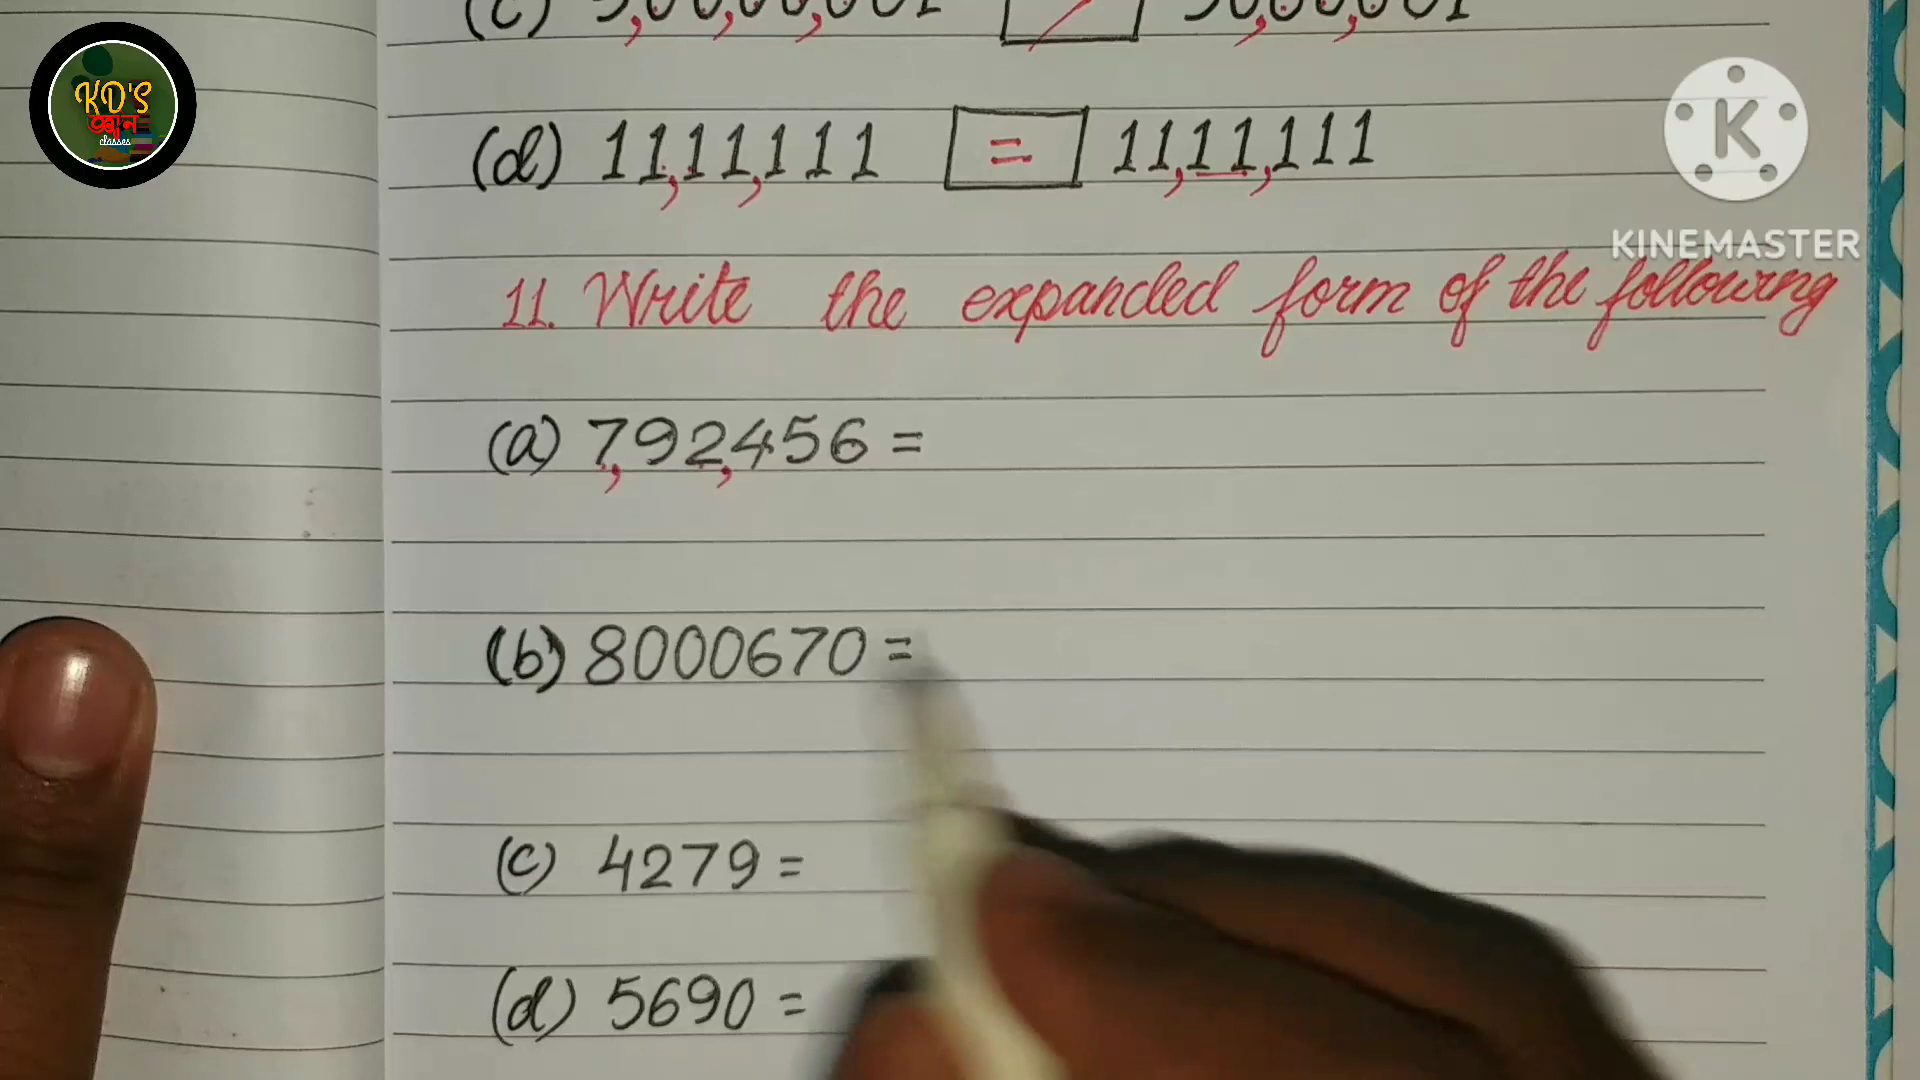 KD'S
জ্ঞান
classes
K
KINEMASTER
(d) 11,11,111 = 11,11,111
11. Write the expanded form of the following
(a) 7,92,456 =
(b) 8000670 =
(c) 4279 =
(d) 5690 =